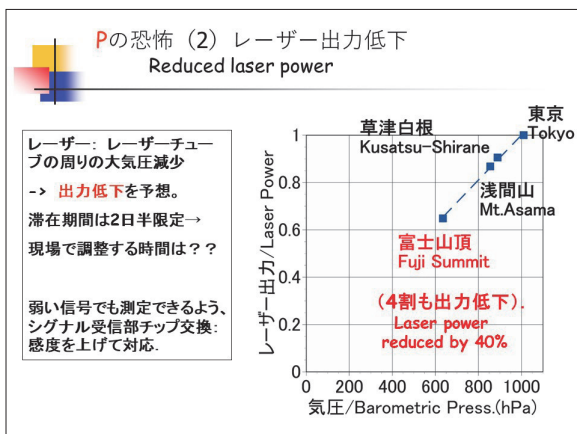 Pの恐怖（2）レーザー出力低下
Reduced laser power
レーザー: レーザーチュー
ブの周りの大気圧減少
-> 出力低下を予想。
滞在期間は2日半限定→
現場で調整する時間は？？
弱い信号でも測定できるよう、
シグナル受信部チップ交換:
感度を上げて対応.
レーザー出力/Laser Power
1
0.8
0.6
0.4
0.2
0
草津白根
Kusatsu-Shirane
東京
Tokyo
浅間山
Mt.Asama
富士山頂
Fuji Summit
(4割も出力低下).
Laser power
reduced by 40%
0 200 400 600 800 1000
気圧/Barometric Press.(hPa)